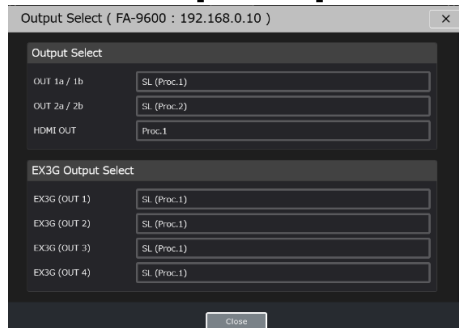 Output Select ( FA-9600 : 192.168.0.10 )
Output Select
OUT 1a / 1b SL (Proc.1)
OUT 2a / 2b SL (Proc.2)
HDMI OUT Proc.1
EX3G Output Select
EX3G (OUT 1) SL (Proc.1)
EX3G (OUT 2) SL (Proc.1)
EX3G (OUT 3) SL (Proc.1)
EX3G (OUT 4) SL (Proc.1)
Close